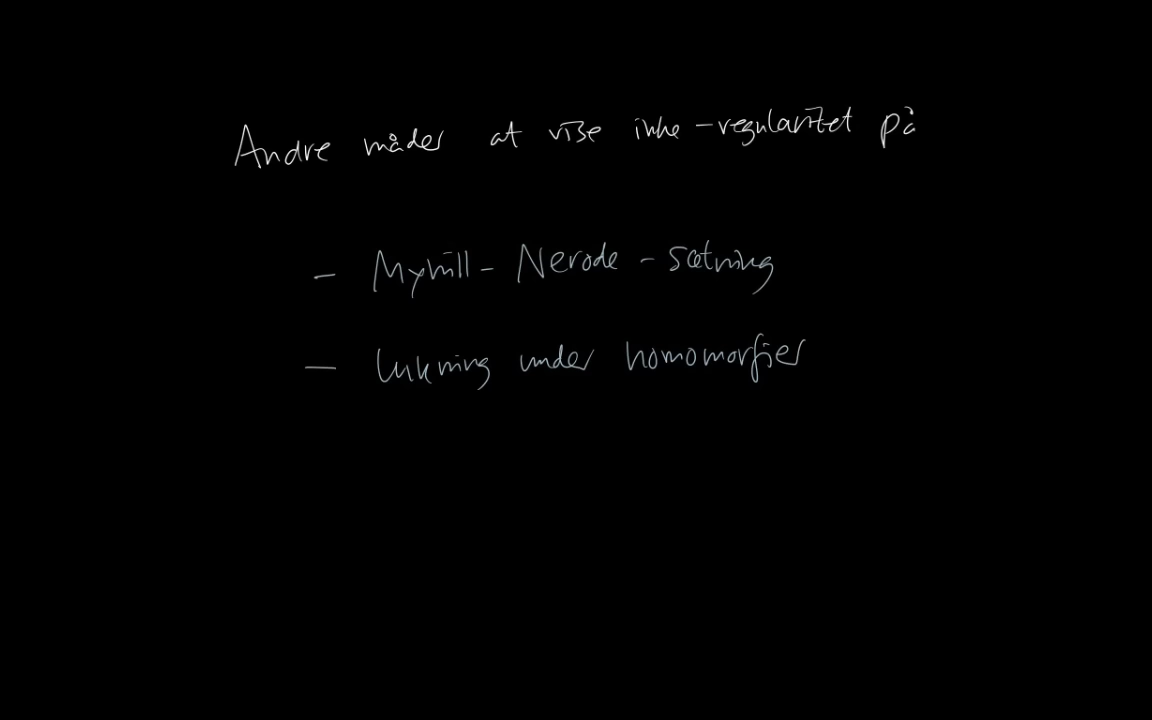 Andre måder at vise ikke-regularitet på
- Myhill-Nerode-sætning
- lukning under homomorfier